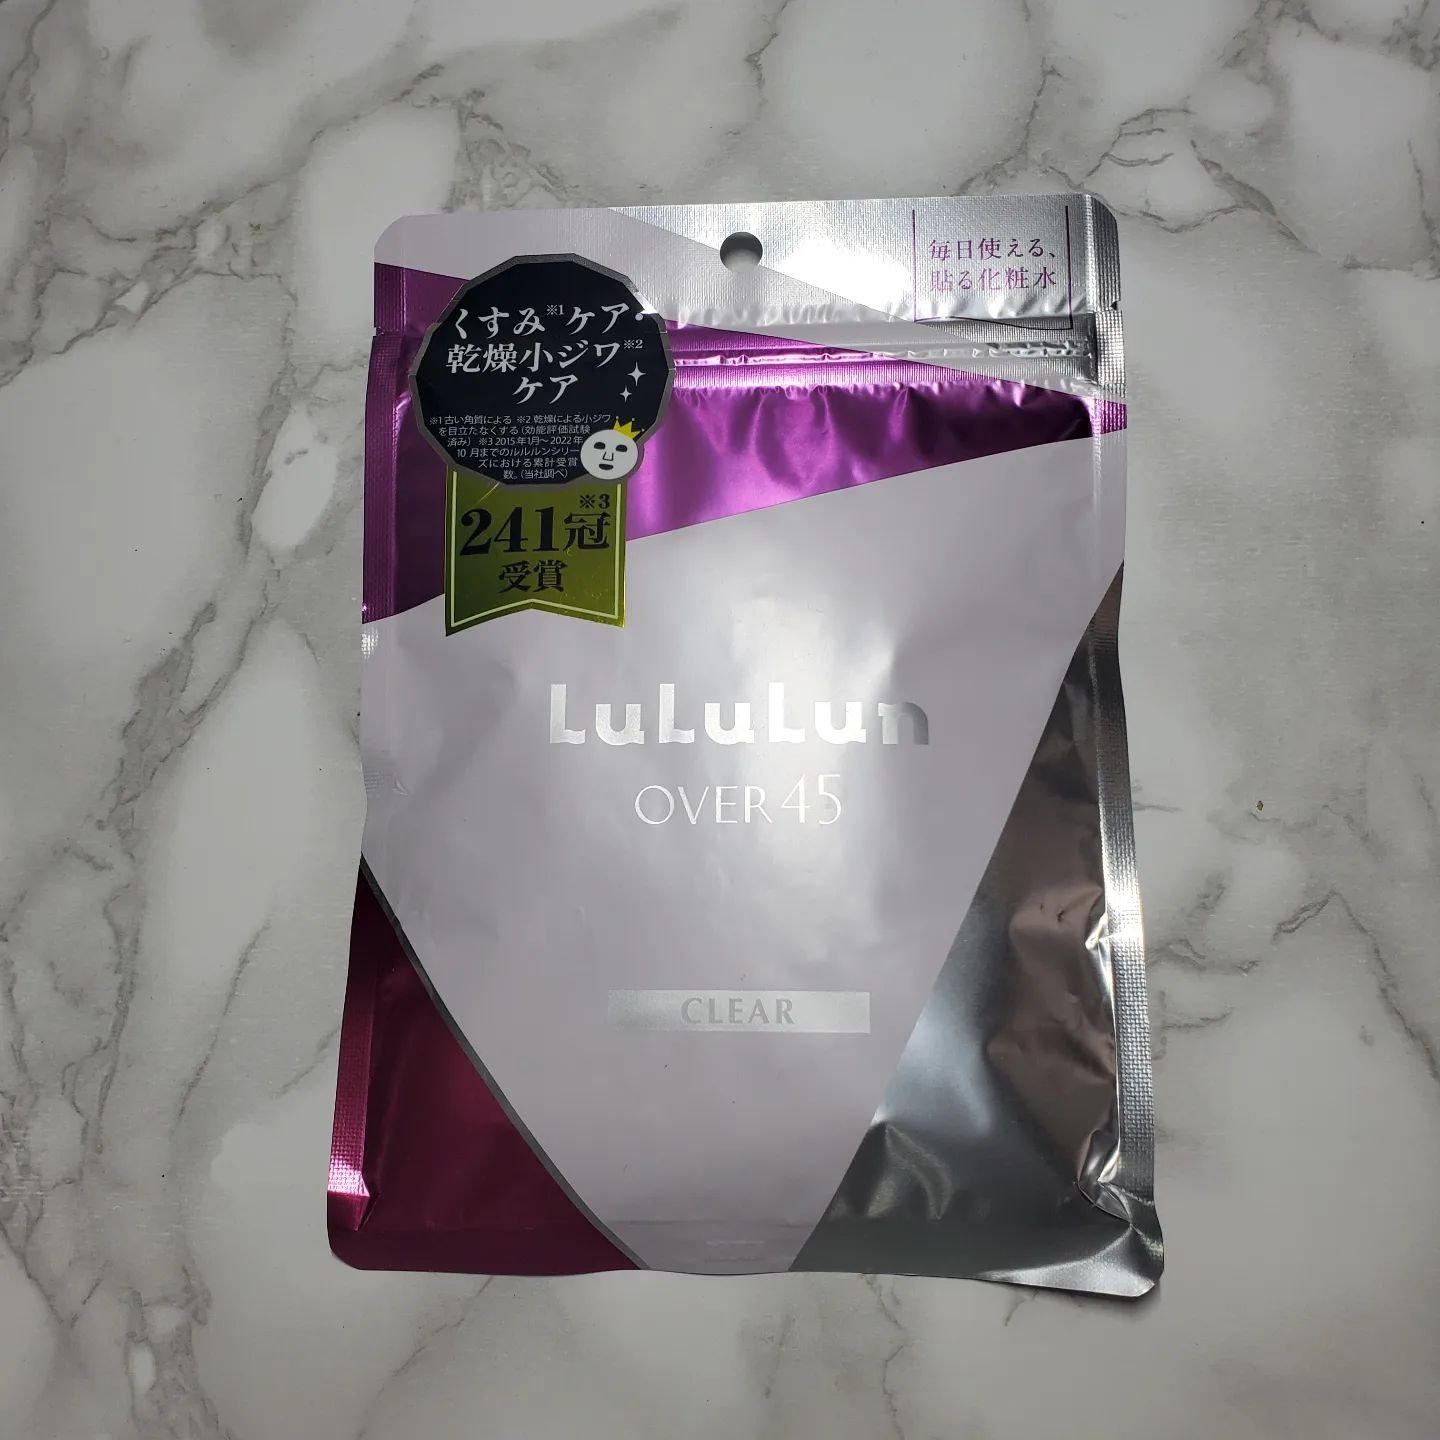 毎日使える、
貼る化粧水
くすみ※1ケア・
乾燥小ジワ※2
ケア
※1古い角質による ※2 乾燥による小ジワ
を目立たなくする(効能評価試験
済み) ※3 2015年1月〜2022年
10月までのルルルンシリー
ズにおける累計受賞
数。(当社調べ)
※3
241冠
受賞
LuLuLun
OVER45
CLEAR